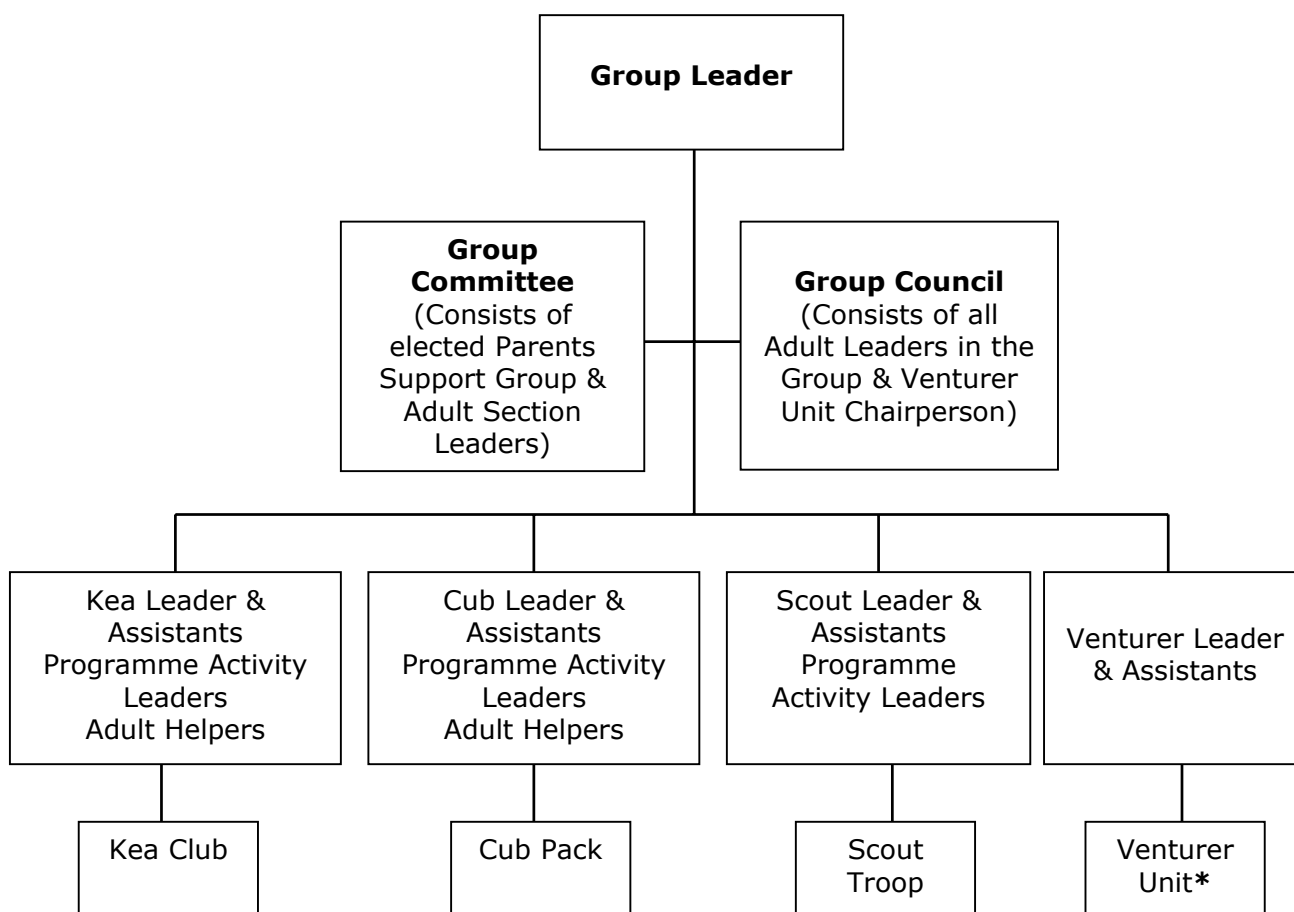 Group Leader
Group
Committee
(Consists of
elected Parents
Support Group &
Adult Section
Leaders)
Group Council
(Consists of all
Adult Leaders in the
Group & Venturer
Unit Chairperson)
Kea Leader &
Assistants
Programme Activity
Leaders
Adult Helpers
Cub Leader &
Assistants
Programme Activity
Leaders
Adult Helpers
Scout Leader &
Assistants
Programme
Activity Leaders
Venturer Leader
& Assistants
Kea Club
Cub Pack
Scout
Troop
Venturer
Unit*